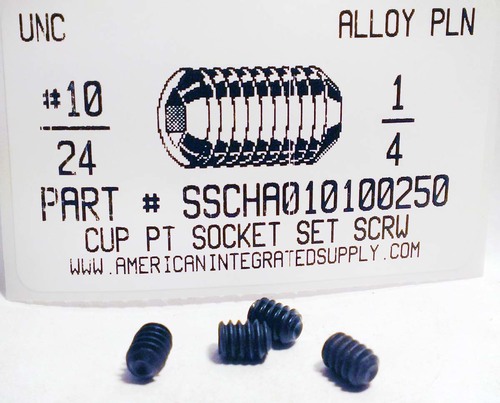 UNC
ALLOY PLN
#10
24
1
4
PART # SSCHA010100250
CUP PT SOCKET SET SCRW
WWW.AMERICANINTEGRATEDSUPPLY.COM